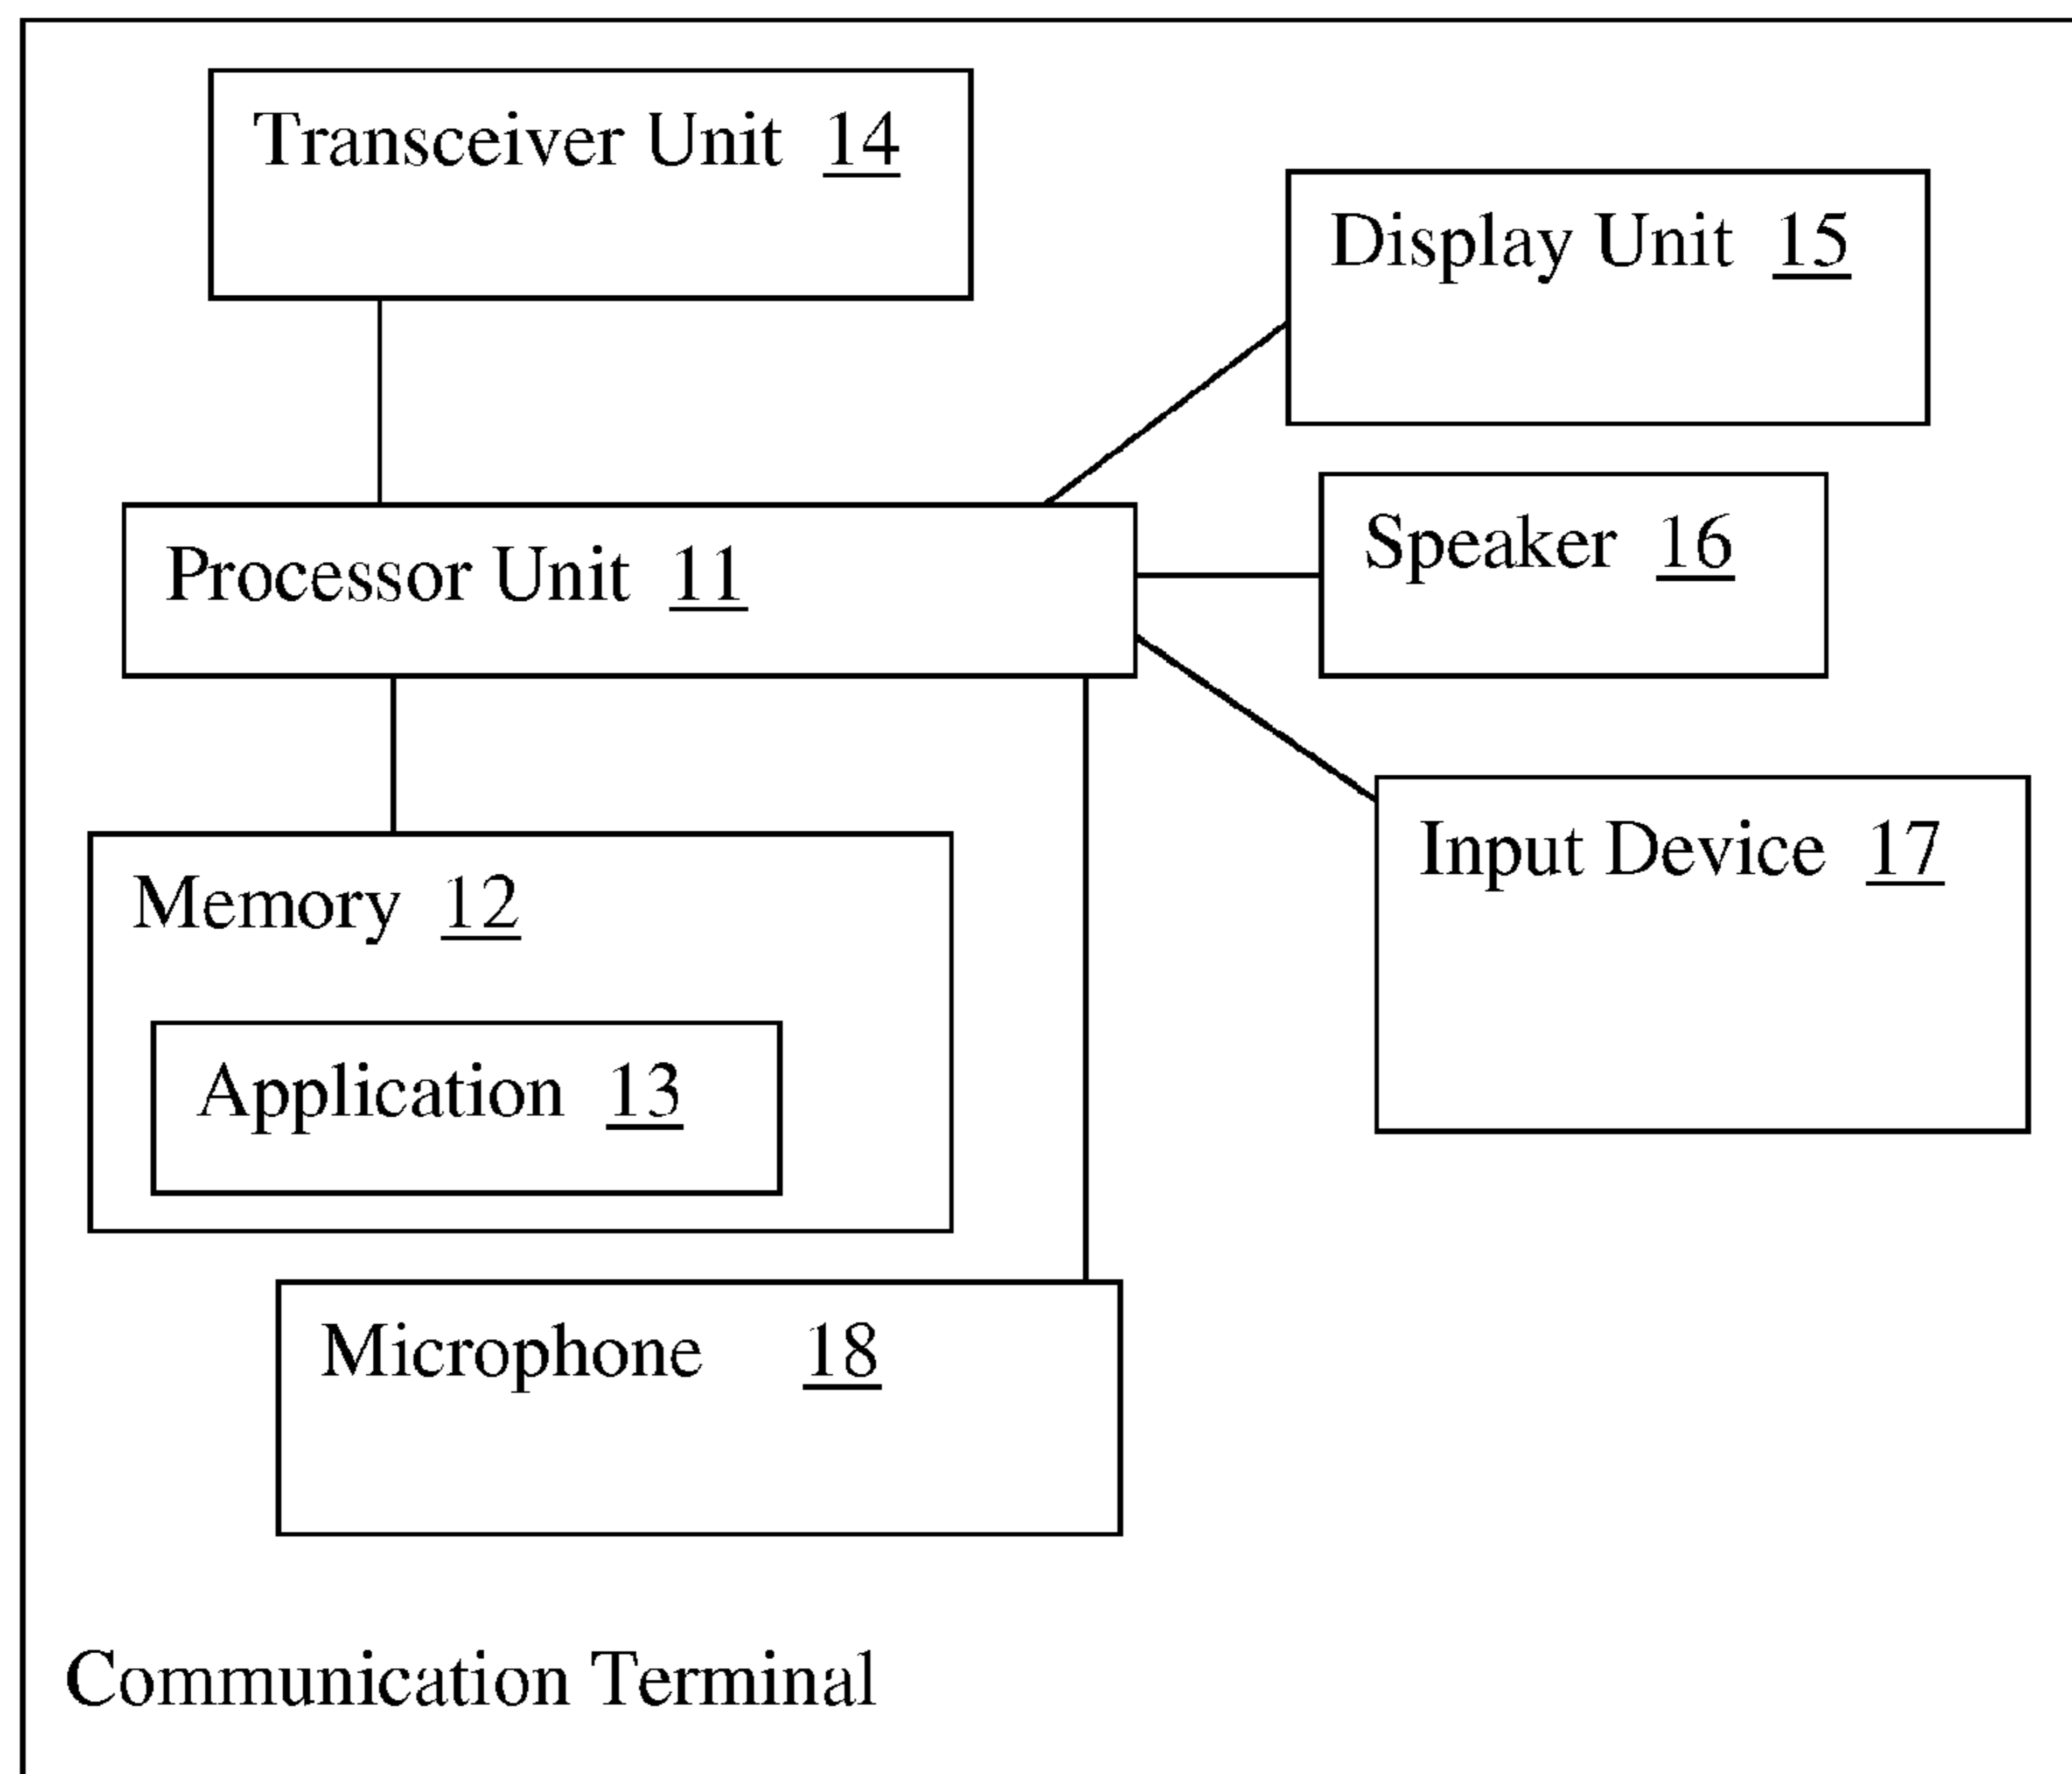 Transceiver Unit 14
Display Unit 15
Speaker 16
Processor Unit 11
Input Device 17
Memory 12
Application 13
Microphone 18
Communication Terminal